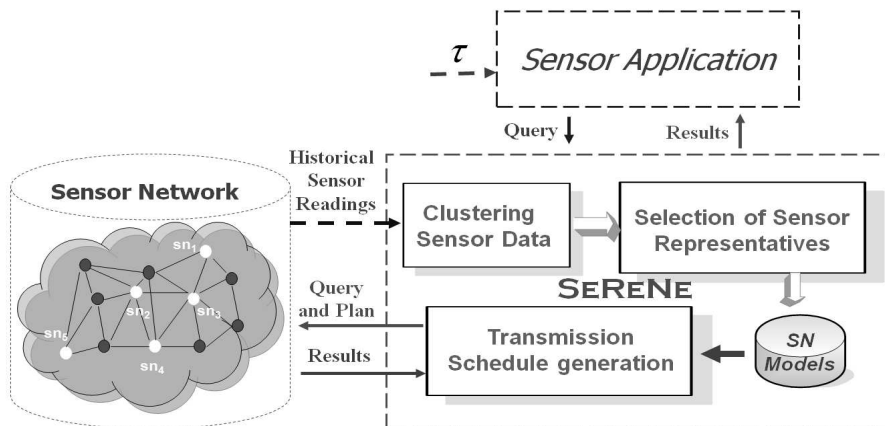 τ
Sensor Application
Query
Results
Historical
Sensor
Readings
Sensor Network
Clustering
Sensor Data
Selection of Sensor
Representatives
sn1
sn2
sn3
sn4
sn5
SERENE
Query
and Plan
Results
Transmission
Schedule generation
SN
Models